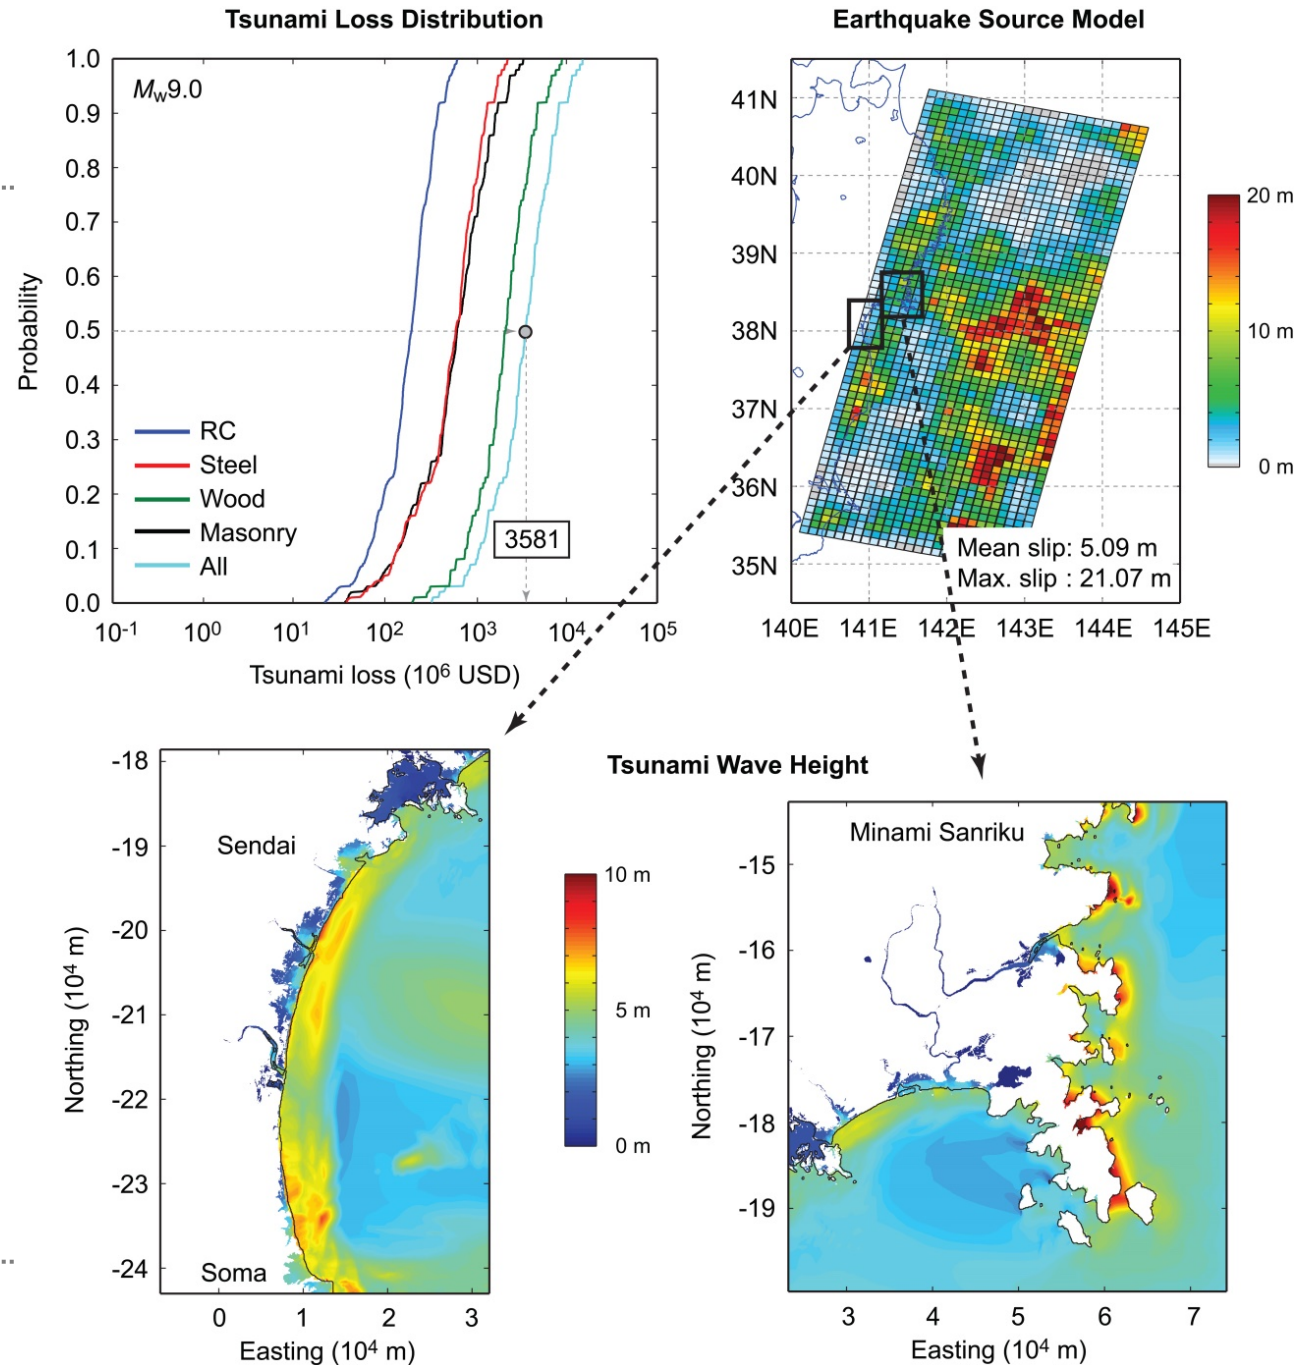 Tsunami Loss Distribution
Mw9.0
1.0
0.9
0.8
0.7
0.6
0.5
0.4
0.3
0.2
0.1
0.0
Probability
RC
Steel
Wood
Masonry
All
3581
10-1
100
101
102
103
104
105
Tsunami loss (106 USD)
Earthquake Source Model
41N
40N
39N
38N
37N
36N
35N
140E
141E
142E
143E
144E
145E
Mean slip: 5.09 m
Max. slip : 21.07 m
20 m
10 m
0 m
Tsunami Wave Height
Sendai
Soma
-18
-19
-20
-21
-22
-23
-24
Northing (104 m)
0
1
2
3
Easting (104 m)
10 m
5 m
0 m
Minami Sanriku
-15
-16
-17
-18
-19
Northing (104 m)
3
4
5
6
7
Easting (104 m)